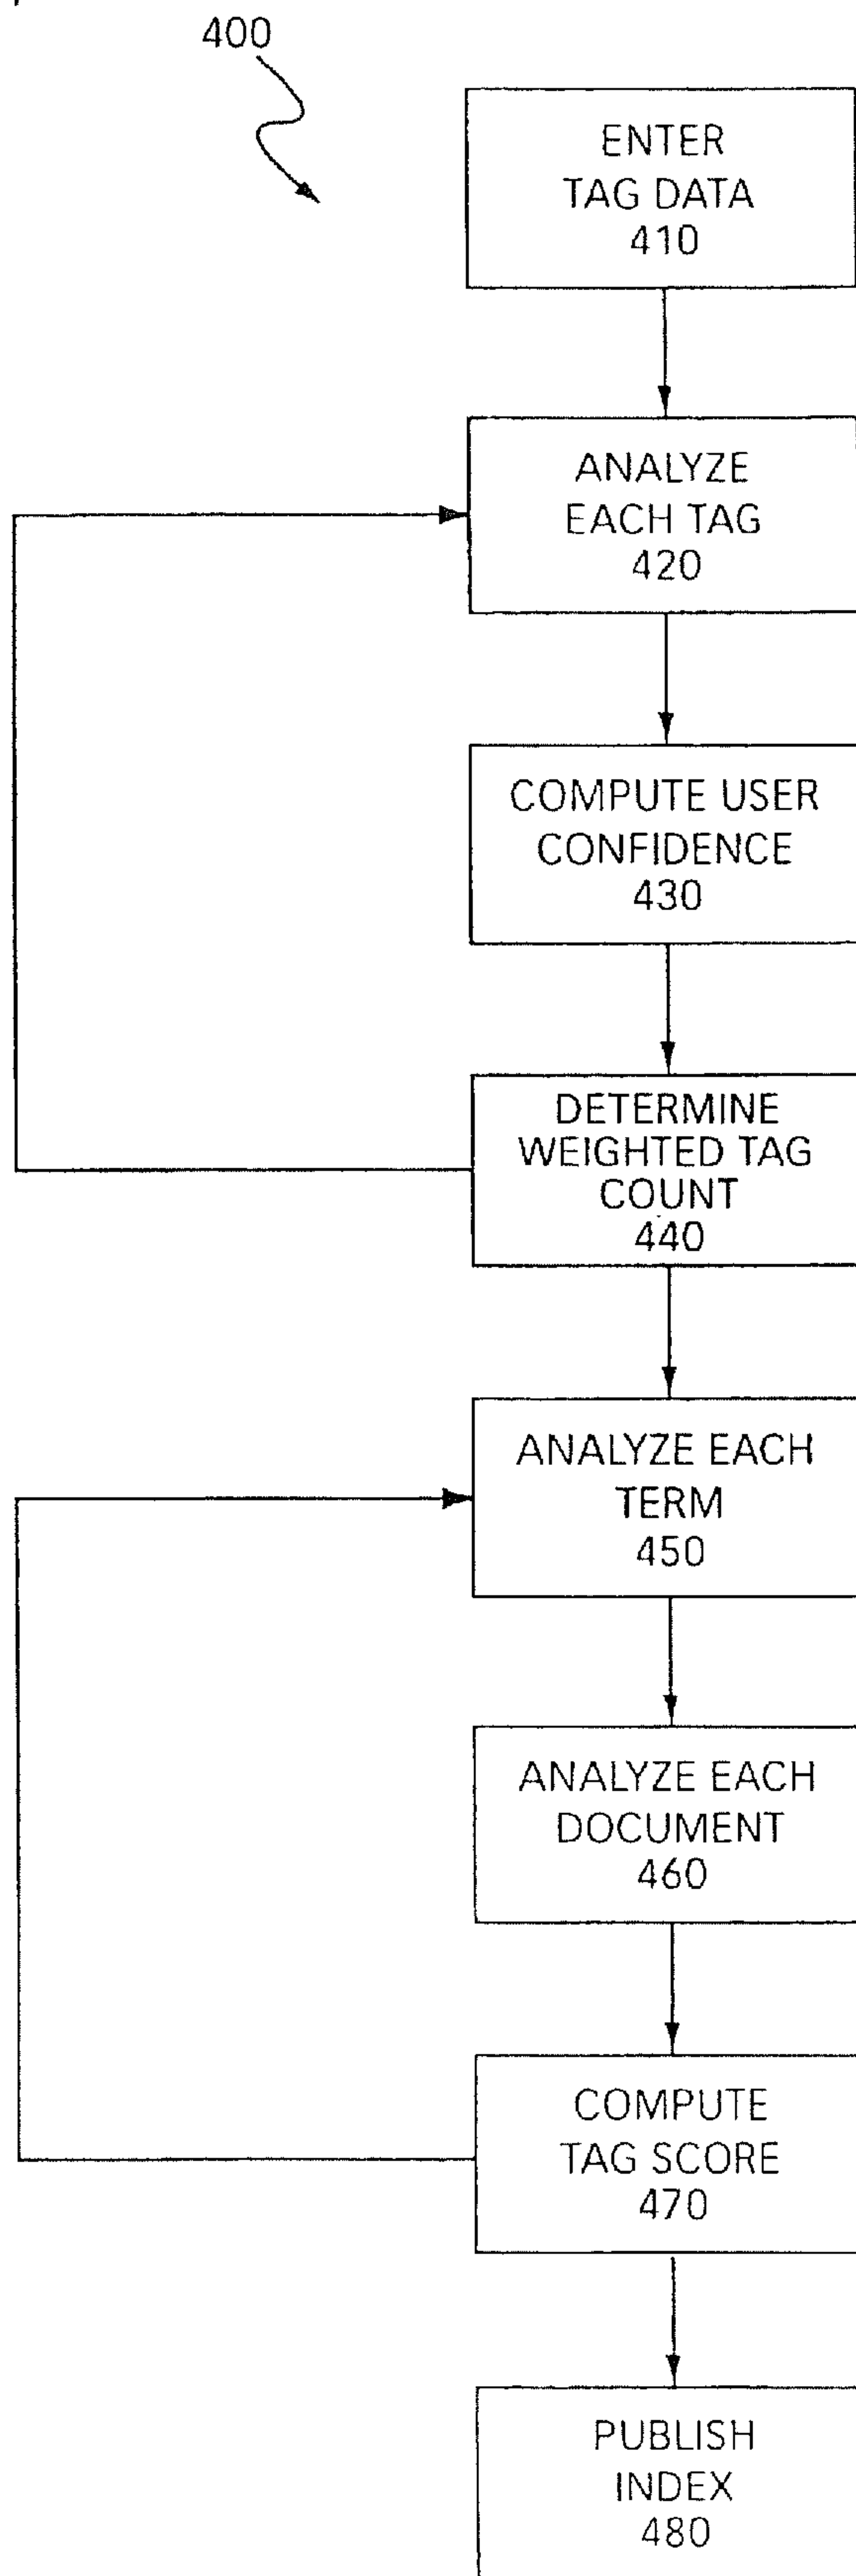 400
ENTER
TAG DATA
410
ANALYZE
EACH TAG
420
COMPUTE USER
CONFIDENCE
430
DETERMINE
WEIGHTED TAG
COUNT
440
ANALYZE EACH
TERM
450
ANALYZE EACH
DOCUMENT
460
COMPUTE
TAG SCORE
470
PUBLISH
INDEX
480